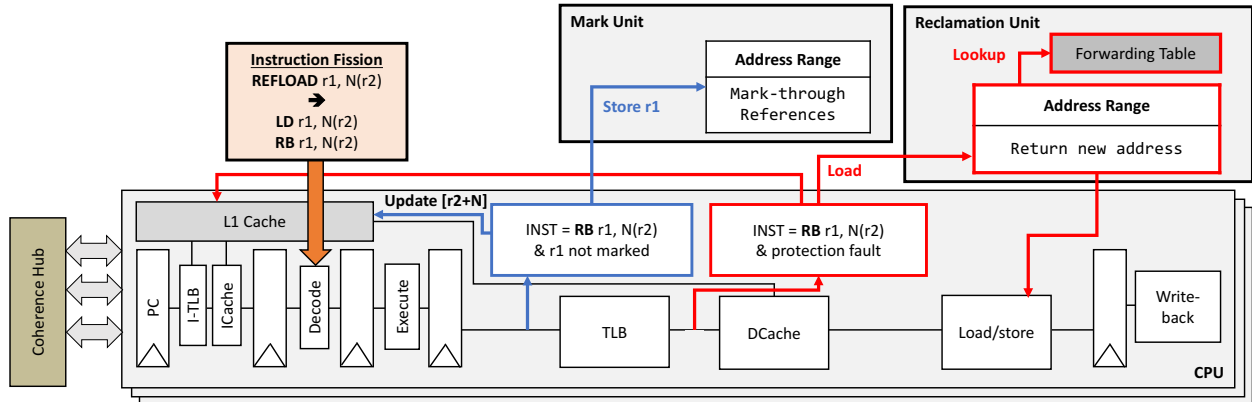 Mark Unit
Address Range
Mark-through
References
Store r1
Reclamation Unit
Lookup
Forwarding Table
Address Range
Return new address
Load
Instruction Fission
REFLOAD r1, N(r2)
➔
LD r1, N(r2)
RB r1, N(r2)
Update [r2+N]
L1 Cache
INST = RB r1, N(r2)
& r1 not marked
INST = RB r1, N(r2)
& protection fault
Coherence Hub
PC
I-TLB
ICache
Decode
Execute
TLB
DCache
Load/store
Write-
back
CPU